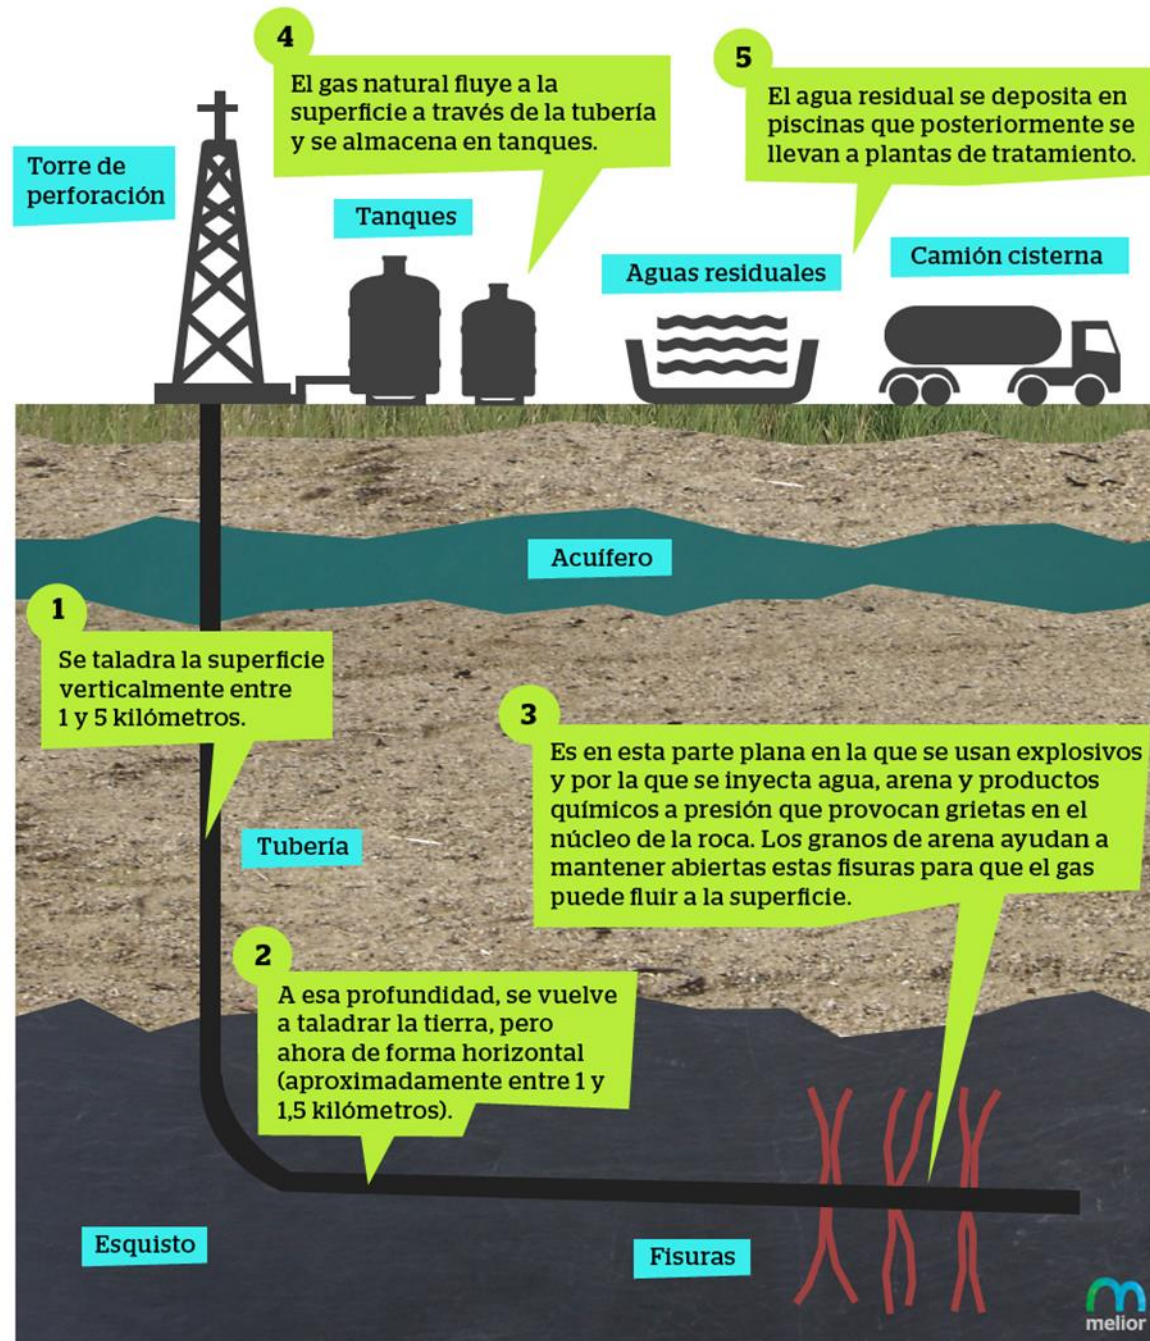 4
El gas natural fluye a la
superficie a través de la tubería
y se almacena en tanques.
5
El agua residual se deposita en
piscinas que posteriormente se
llevan a plantas de tratamiento.
Torre de
perforación
Tanques
Aguas residuales
Camión cisterna
Acuífero
1
Se taladra la superficie
verticalmente entre
1 y 5 kilómetros.
3
Es en esta parte plana en la que se usan explosivos
y por la que se inyecta agua, arena y productos
químicos a presión que provocan grietas en el
núcleo de la roca. Los granos de arena ayudan a
mantener abiertas estas fisuras para que el gas
puede fluir a la superficie.
Tubería
2
A esa profundidad, se vuelve
a taladrar la tierra, pero
ahora de forma horizontal
(aproximadamente entre 1 y
1,5 kilómetros).
Esquisto
Fisuras
melior